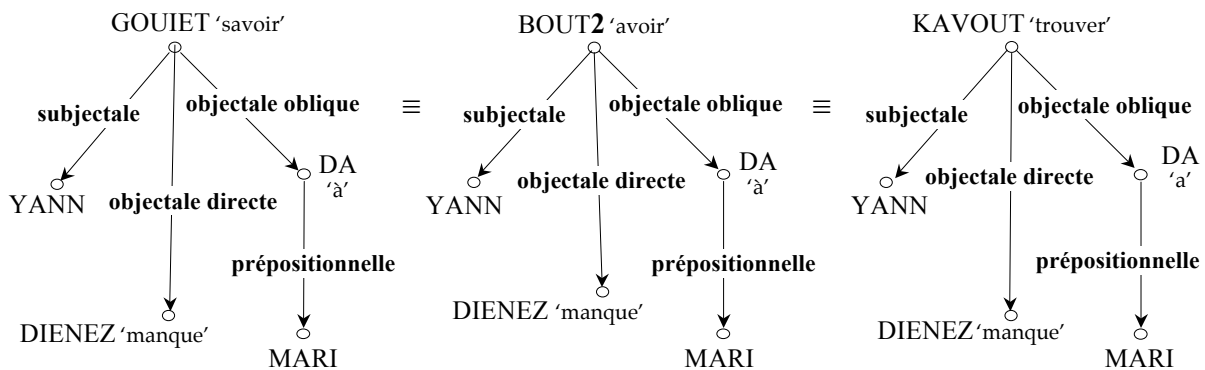 GOUIET ‘savoir’
subjectale
objectale oblique
YANN
DA
‘à’
objectale directe
prépositionnelle
DIENEZ ‘manque’
MARI
≡
BOUT2 ‘avoir’
subjectale
objectale oblique
YANN
DA
‘à’
objectale directe
prépositionnelle
DIENEZ ‘manque’
MARI
≡
KAVOUT ‘trouver’
subjectale
objectale oblique
YANN
DA
‘a’
objectale directe
prépositionnelle
DIENEZ ‘manque’
MARI